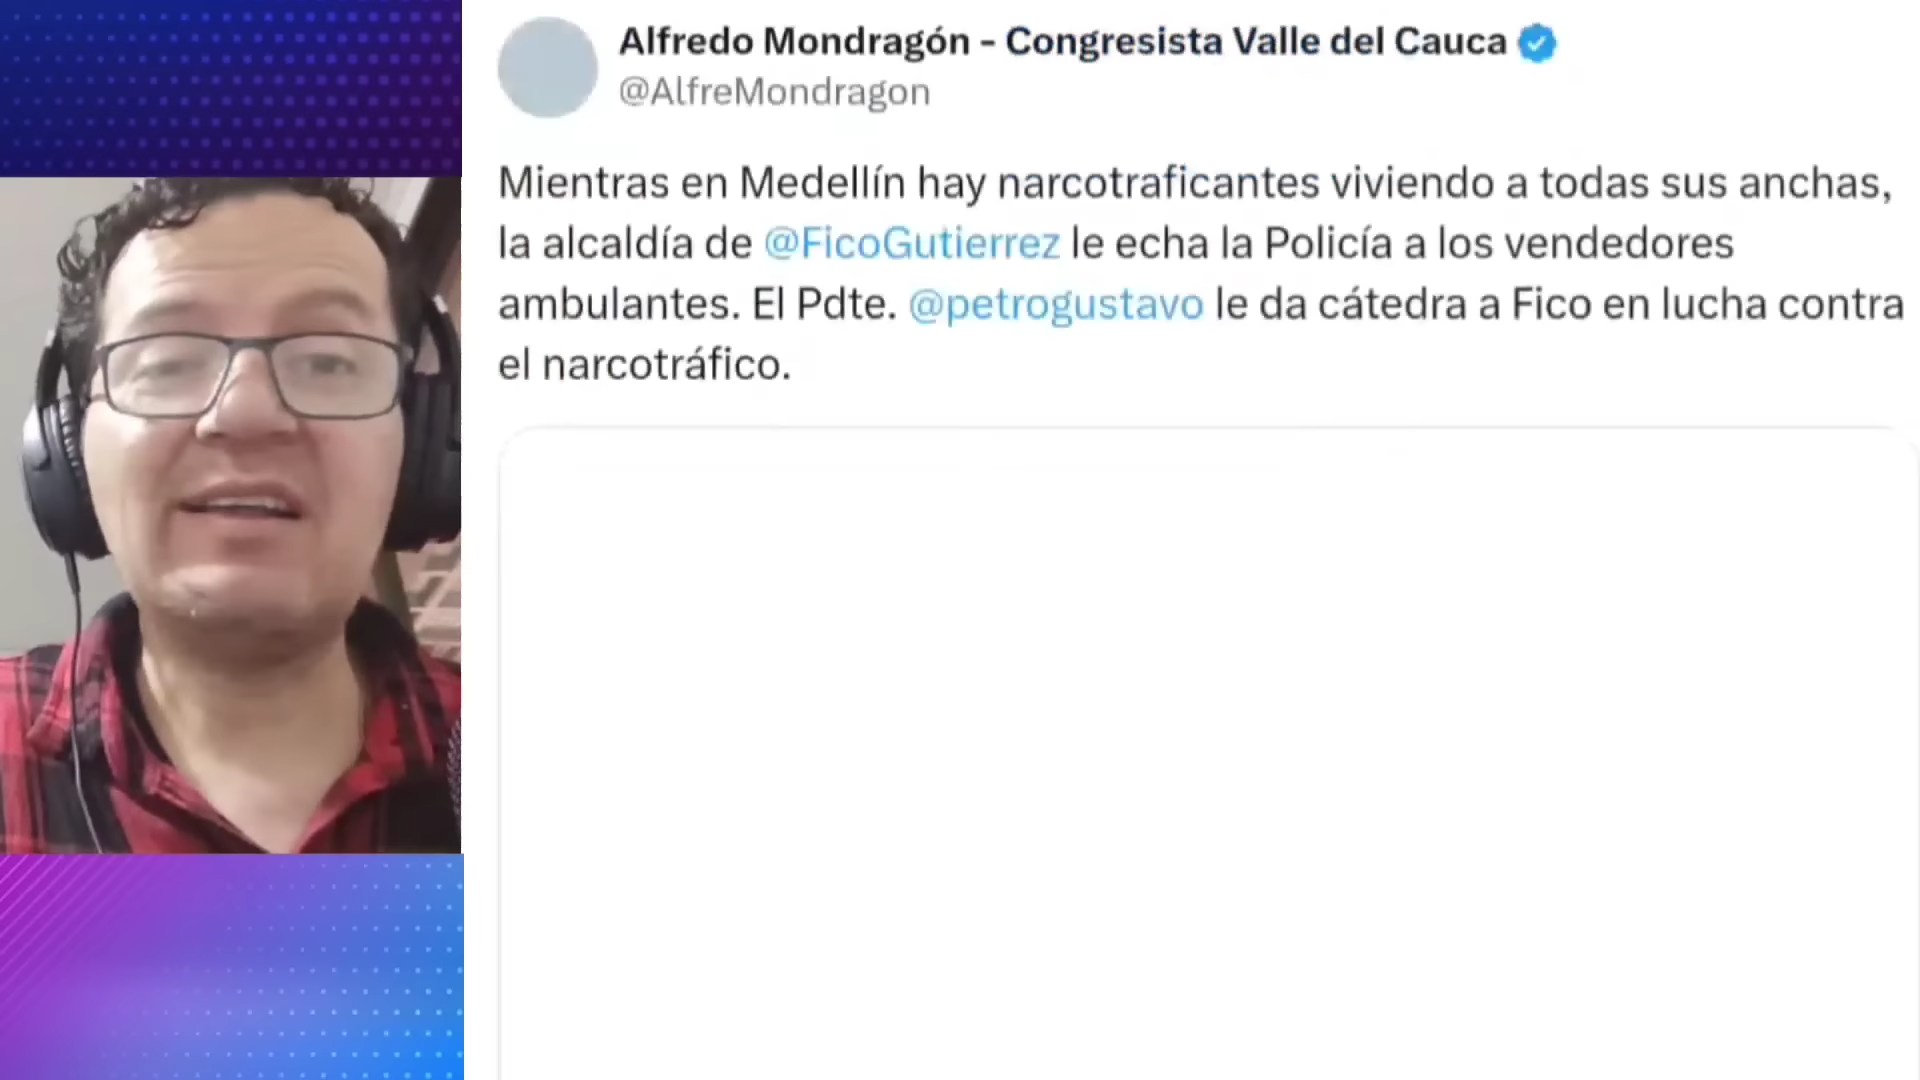 Alfredo Mondragón - Congresista Valle del Cauca
@AlfreMondragon
Mientras en Medellín hay narcotraficantes viviendo a todas sus anchas,
la alcaldía de @FicoGutierrez le echa la Policía a los vendedores
ambulantes. El Pdte. @petrogustavo le da cátedra a Fico en lucha contra
el narcotráfico.